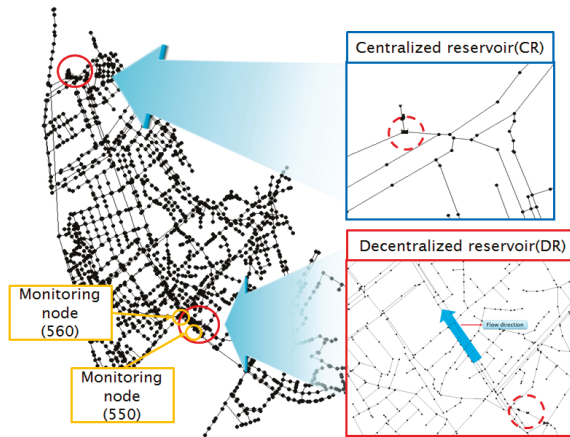 Centralized reservoir(CR)
Decentralized reservoir(DR)
Flow direction
Monitoring
node
(560)
Monitoring
node
(550)